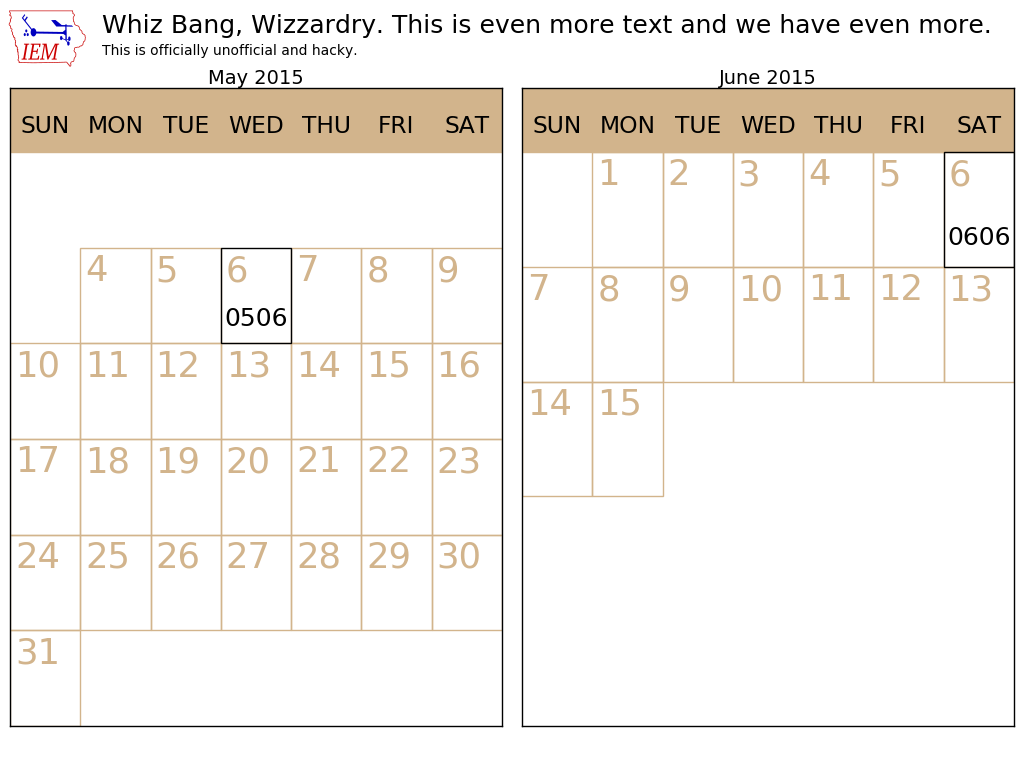 Whiz Bang, Wizzardry. This is even more text and we have even more.
This is officially unofficial and hacky.
IEM
May 2015
SUN MON TUE WED THU FRI SAT
4 5 6 7 8 9
0506
10 11 12 13 14 15 16
17 18 19 20 21 22 23
24 25 26 27 28 29 30
31
June 2015
SUN MON TUE WED THU FRI SAT
1 2 3 4 5 6
0606
7 8 9 10 11 12 13
14 15